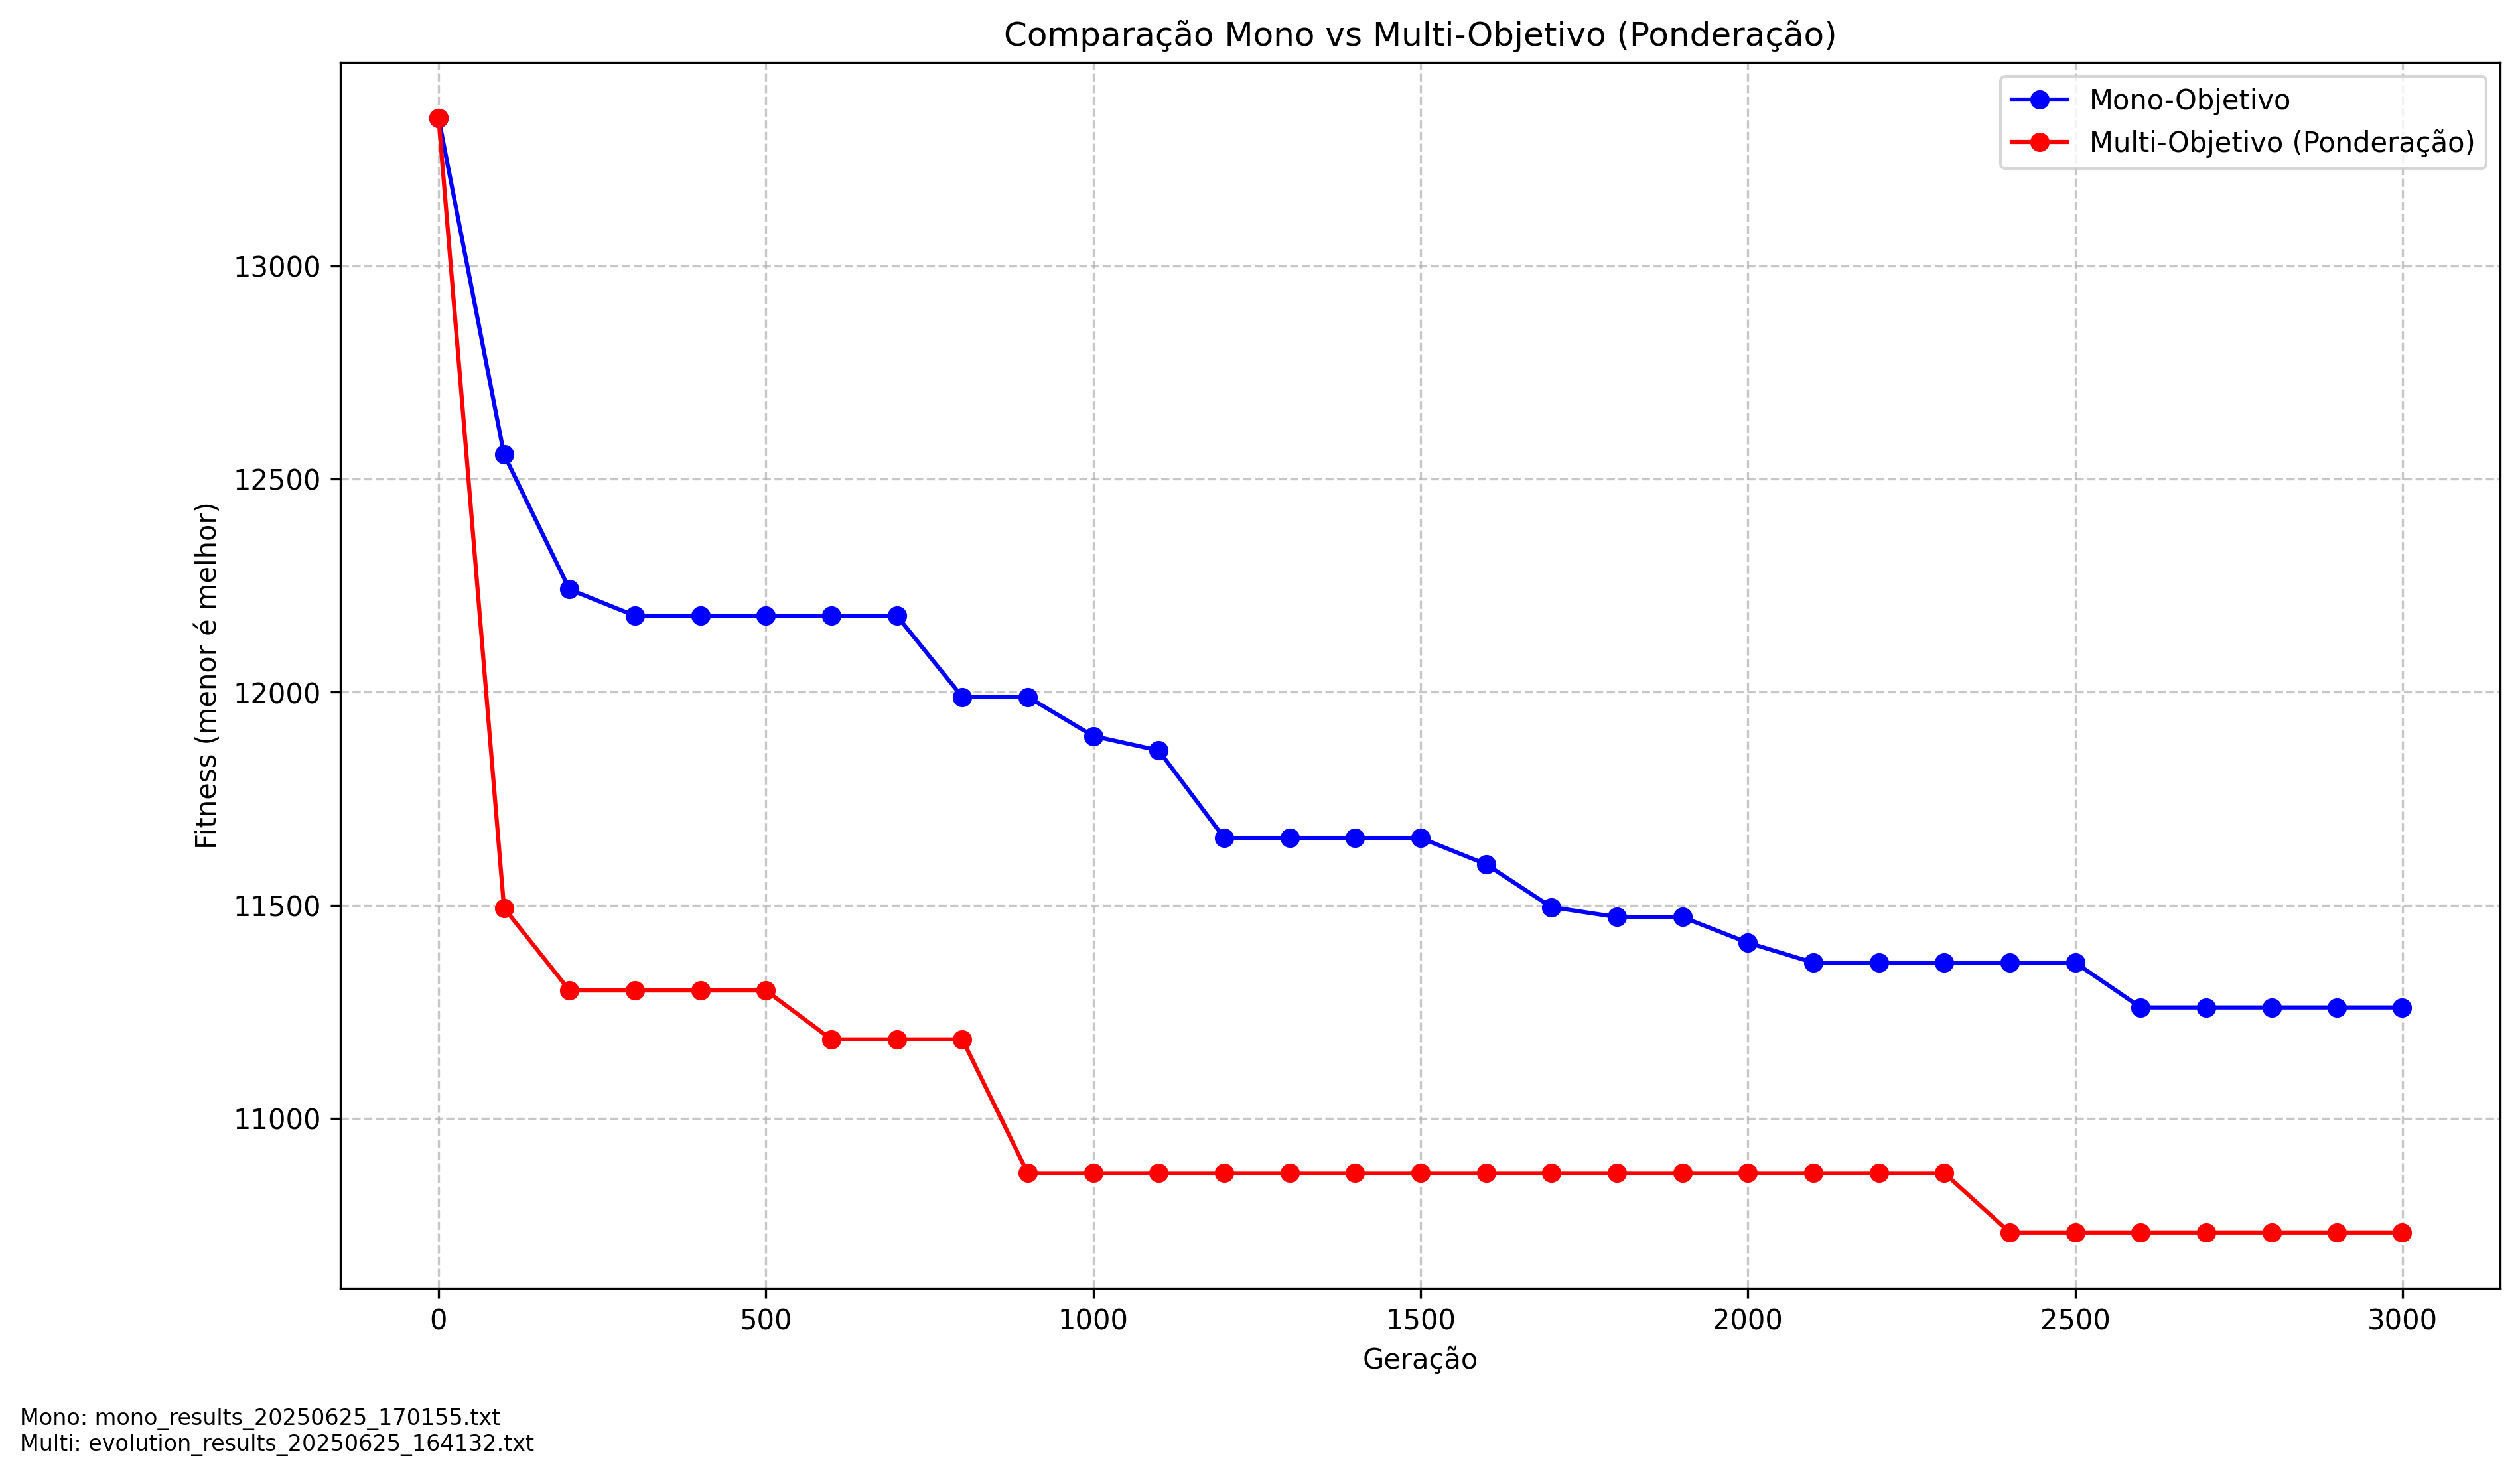 Comparação Mono vs Multi-Objetivo (Ponderação)
Mono-Objetivo
Multi-Objetivo (Ponderação)
Fitness (menor é melhor)
13000
12500
12000
11500
11000
0
500
1000
1500
2000
2500
3000
Geração
Mono: mono_results_20250625_170155.txt
Multi: evolution_results_20250625_164132.txt